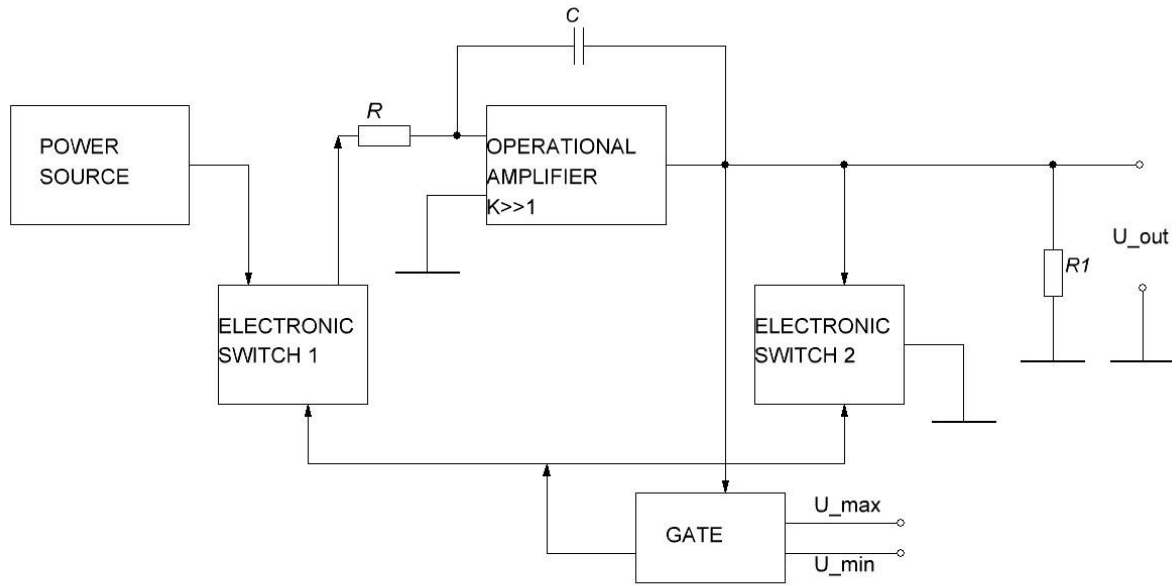 C
R
POWER
SOURCE
OPERATIONAL
AMPLIFIER
K>>1
U_out
R1
ELECTRONIC
SWITCH 1
ELECTRONIC
SWITCH 2
U_max
GATE
U_min